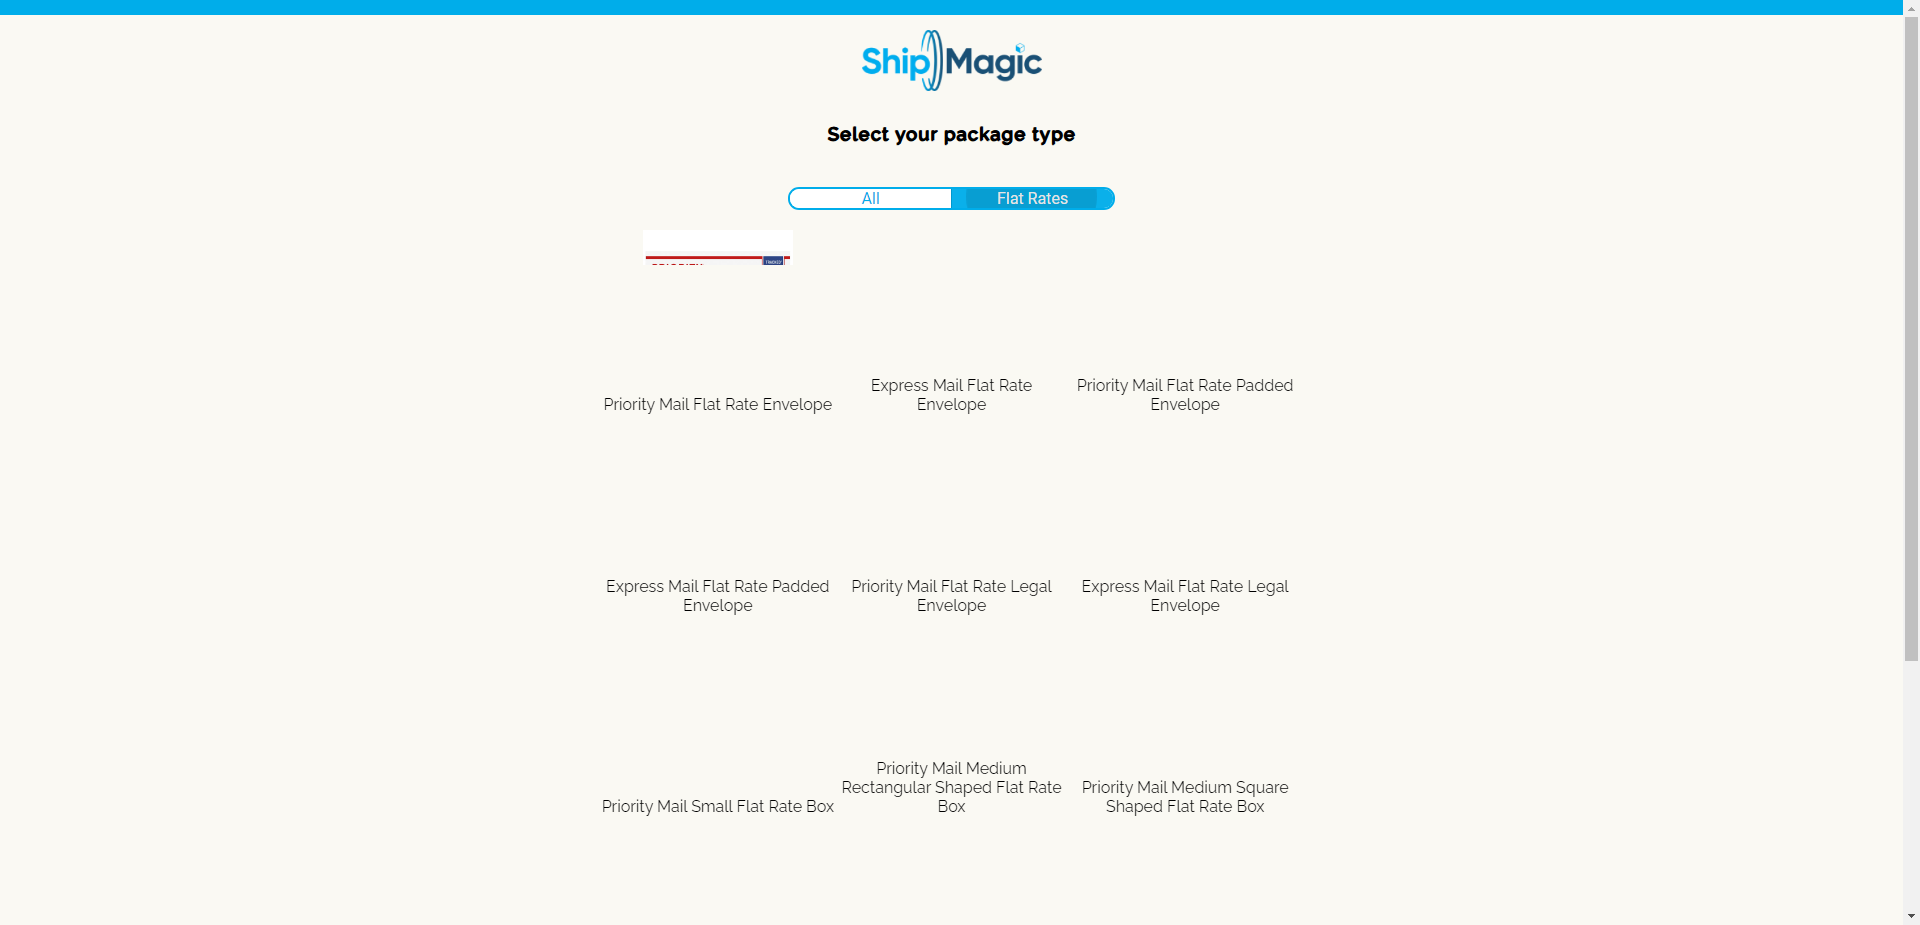 Ship Magic
Select your package type
All
Flat Rates
TRACKED
Priority Mail Flat Rate Envelope
Express Mail Flat Rate
Envelope
Priority Mail Flat Rate Padded
Envelope
Express Mail Flat Rate Padded
Envelope
Priority Mail Flat Rate Legal
Envelope
Express Mail Flat Rate Legal
Envelope
Priority Mail Small Flat Rate Box
Priority Mail Medium
Rectangular Shaped Flat Rate
Box
Priority Mail Medium Square
Shaped Flat Rate Box